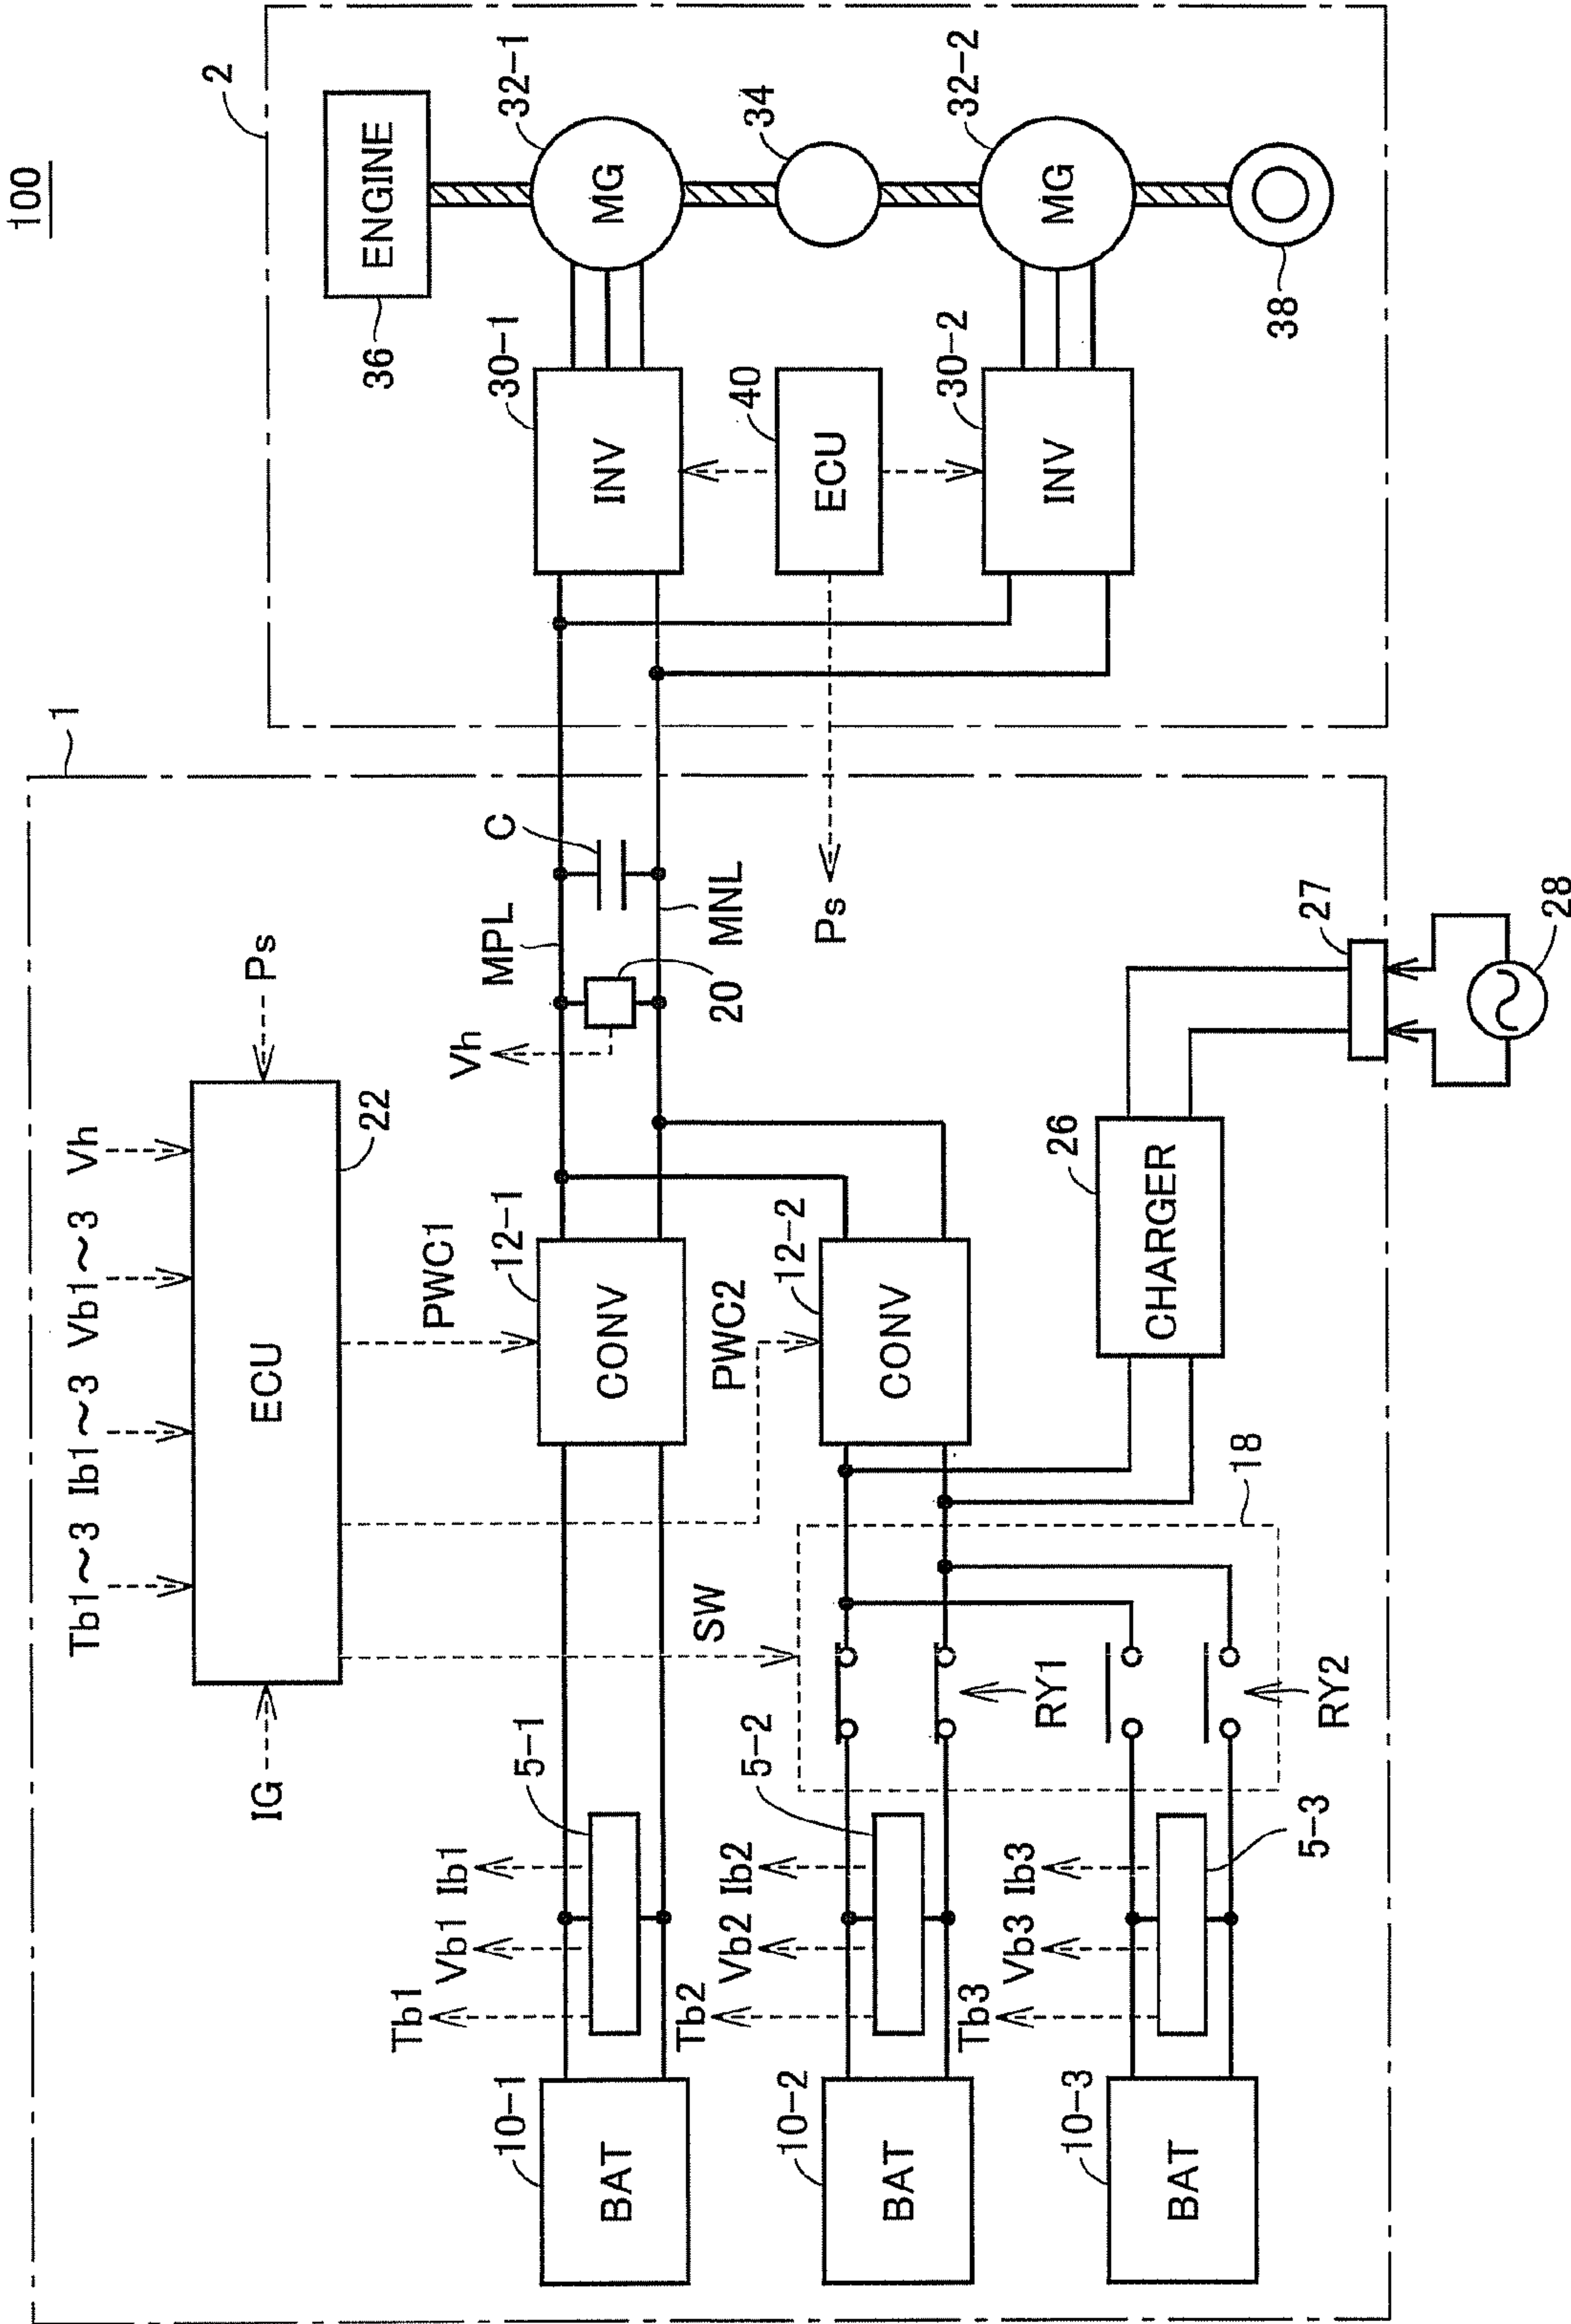 100
1
2
Tb1~3 Ib1~3 Vb1~3 Vh
IG
ECU
22
Ps
PWC1
PWC2
SW
Tb1 Vb1 Ib1
5-1
10-1
BAT
12-1
CONV
Vh
20
MPL
MNL
C
Tb2 Vb2 Ib2
5-2
10-2
BAT
12-2
CONV
18
RY1
RY2
Tb3 Vb3 Ib3
5-3
10-3
BAT
26
CHARGER
27
28
Ps
36
ENGINE
30-1
INV
32-1
MG
40
ECU
34
30-2
INV
32-2
MG
38